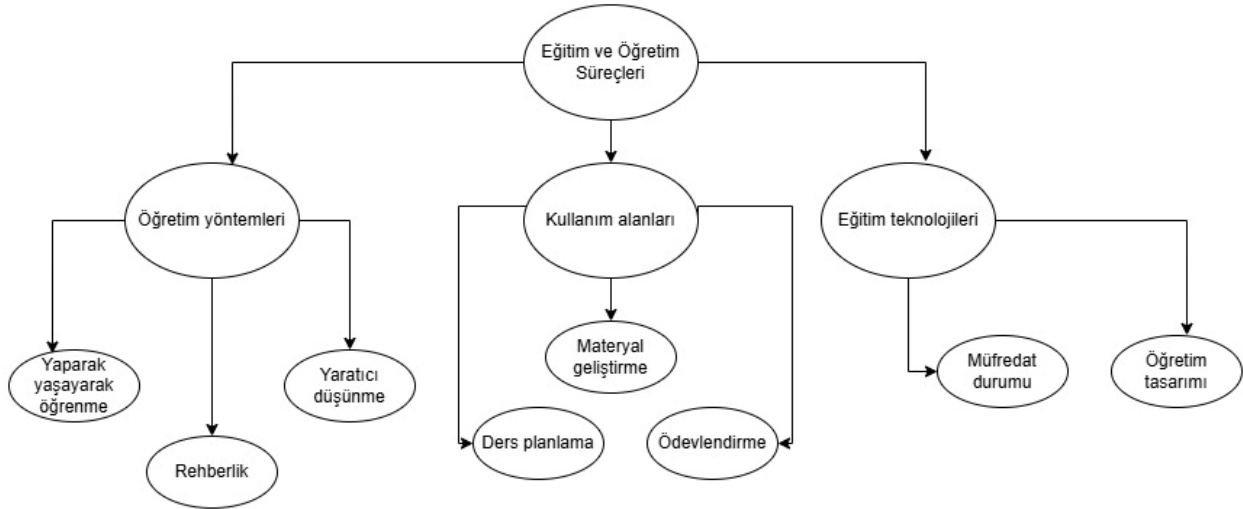 Eğitim ve Öğretim
Süreçleri
Öğretim yöntemleri
Kullanım alanları
Eğitim teknolojileri
Yaparak
yaşayarak
öğrenme
Rehberlik
Yaratıcı
düşünme
Materyal
geliştirme
Ders planlama
Ödevlendirme
Müfredat
durumu
Öğretim
tasarımı